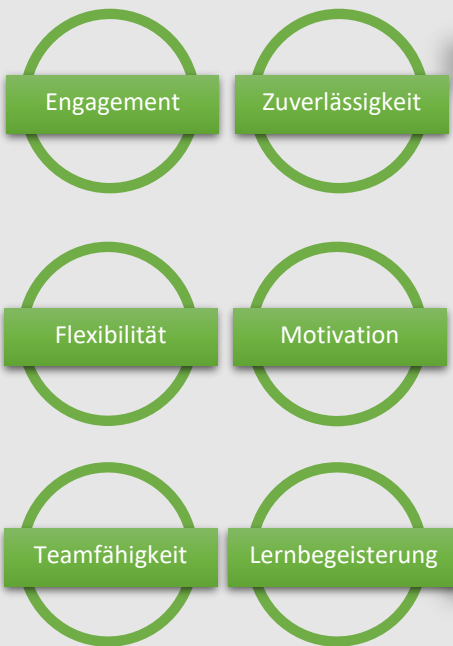 Engagement
Zuverlässigkeit
Flexibilität
Motivation
Teamfähigkeit
Lernbegeisterung